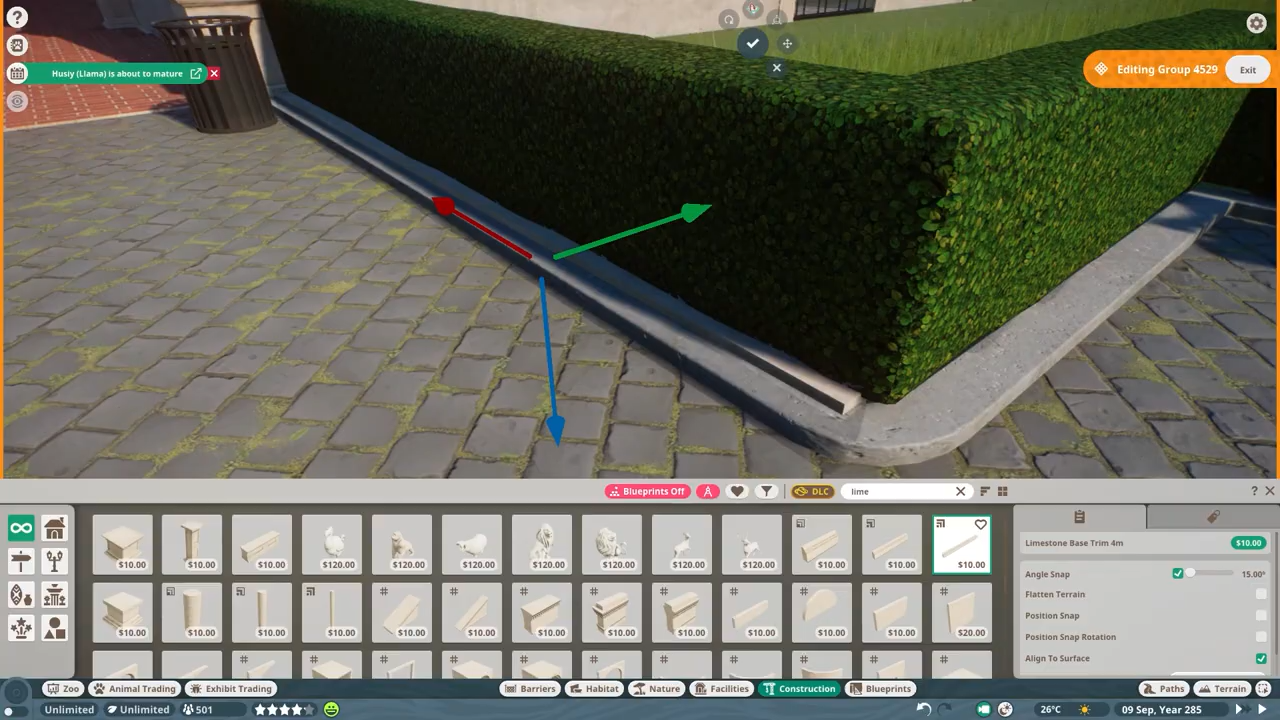 ?
Husiy (Llama) is about to mature
Editing Group 4529
Exit
Blueprints Off
DLC
lime
?
$10.00 $10.00 $10.00 $120.00 $120.00 $120.00 $120.00 $120.00 $120.00 $120.00 $10.00 $10.00 $10.00
$10.00 $10.00 $10.00 $10.00 $10.00 $10.00 $10.00 $10.00 $10.00 $10.00 $10.00 $10.00 $20.00
Limestone Base Trim 4m $10.00
Angle Snap 15.00°
Flatten Terrain
Position Snap
Position Snap Rotation
Align To Surface
Zoo Animal Trading Exhibit Trading Barriers Habitat Nature Facilities Construction Blueprints Paths Terrain
Unlimited Unlimited 501 26°C 09 Sep, Year 285